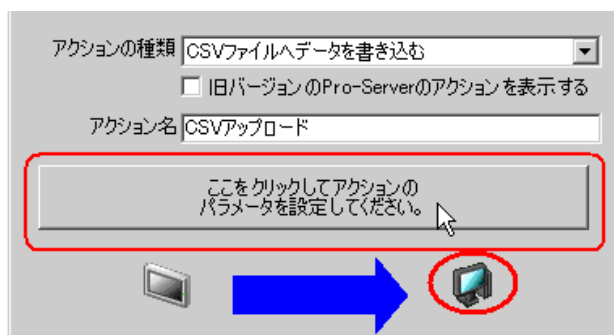 アクションの種類 CSVファイルへデータを書き込む
旧バージョンのPro-Serverのアクションを表示する
アクション名 CSVアップロード
ここをクリックしてアクションの
パラメータを設定してください。